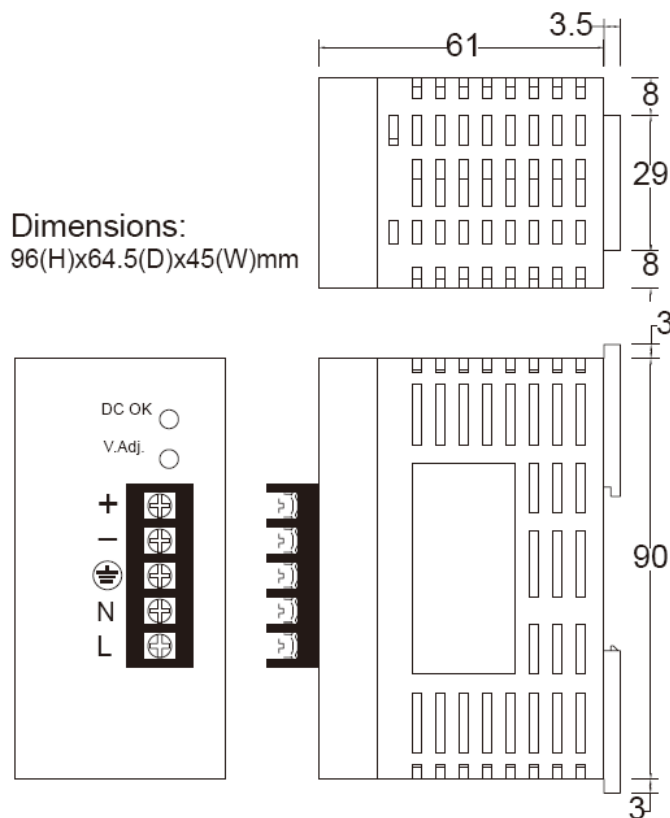 61
3.5
8
29
8
Dimensions:
96(H)x64.5(D)x45(W)mm
3
DC OK
V.Adj.
+
−
N
L
90
3